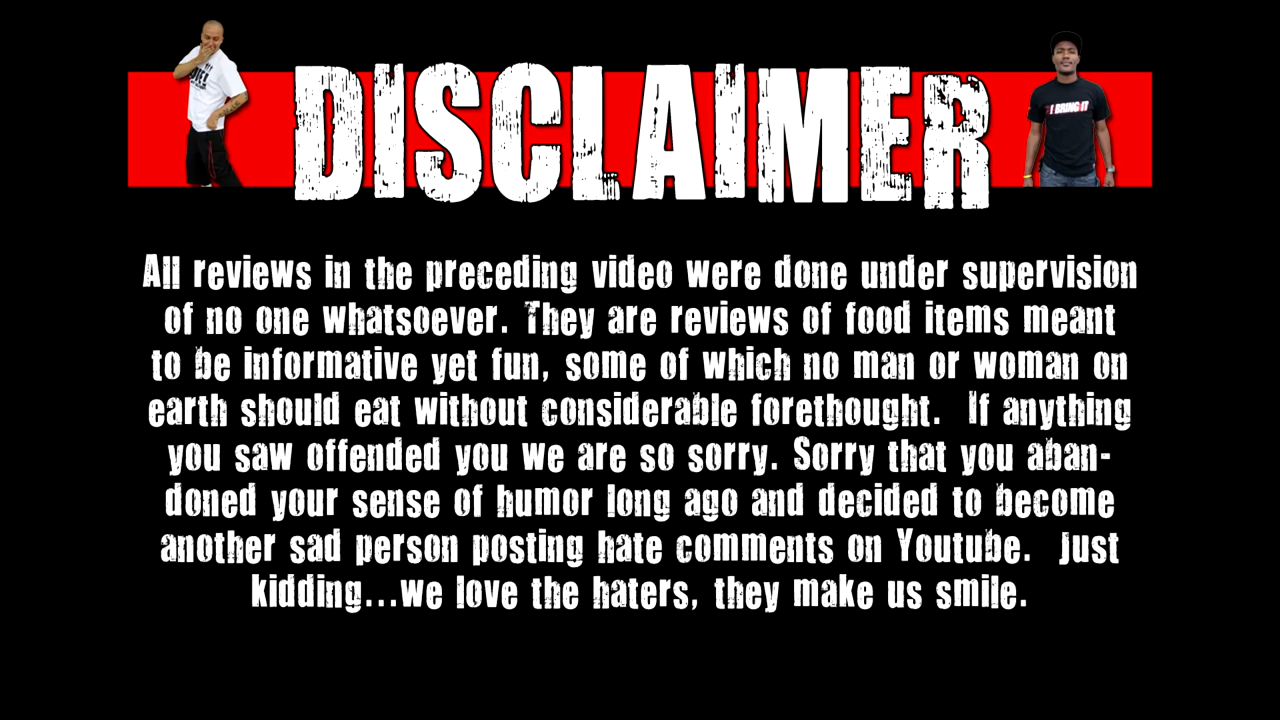 DISCLAIMER
! BRING IT
All reviews in the preceding video were done under supervision
of no one whatsoever. They are reviews of food items meant
to be informative yet fun, some of which no man or woman on
earth should eat without considerable forethought. If anything
you saw offended you we are so sorry. Sorry that you aban-
doned your sense of humor long ago and decided to become
another sad person posting hate comments on Youtube. Just
kidding...we love the haters, they make us smile.